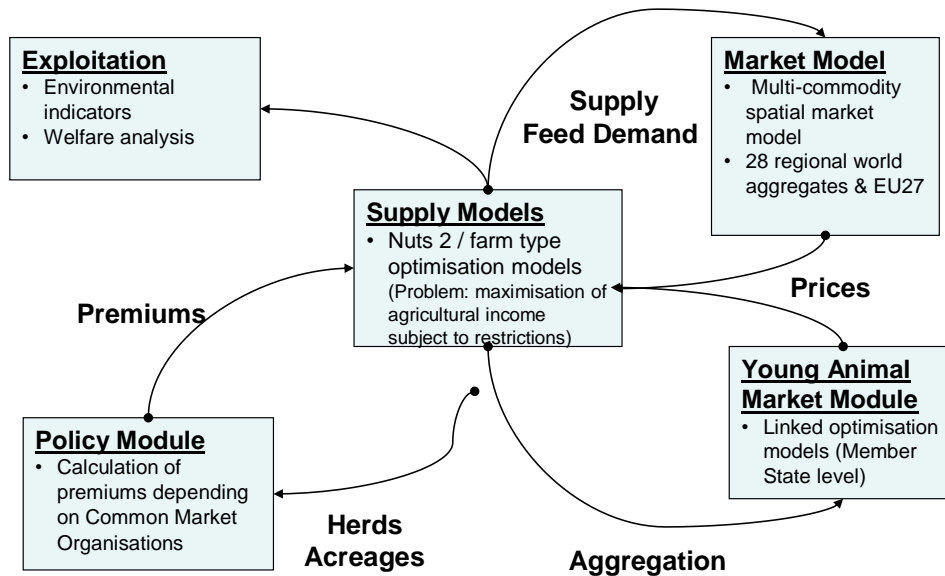 Exploitation
• Environmental
indicators
• Welfare analysis
Supply
Feed Demand
Market Model
• Multi-commodity
spatial market
model
• 28 regional world
aggregates & EU27
Supply Models
• Nuts 2 / farm type
optimisation models
(Problem: maximisation of
agricultural income
subject to restrictions)
Premiums
Prices
Young Animal
Market Module
• Linked optimisation
models (Member
State level)
Policy Module
• Calculation of
premiums depending
on Common Market
Organisations
Herds
Acreages
Aggregation